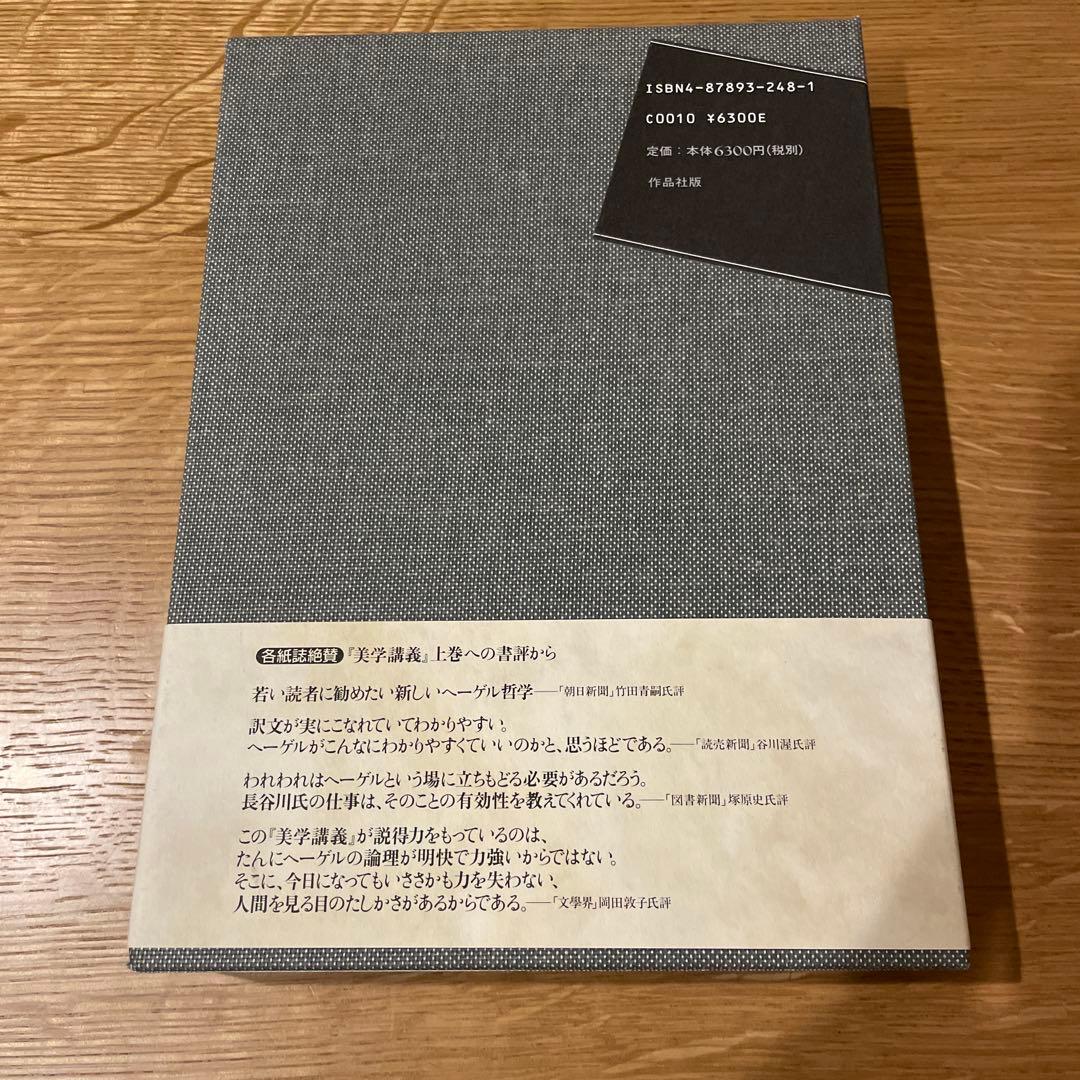 ISBN4-87893-248-1
C0010 ¥6300E
定価：本体6300円(税別)
作品社版
各紙誌絶賛『美学講義』上巻への書評から
若い読者に勧めたい新しいヘーゲル哲学──「朝日新聞」竹田青嗣氏評
訳文が実にこなれていてわかりやすい。
ヘーゲルがこんなにわかりやすくていいのかと、思うほどである。──「読売新聞」谷川渥氏評
われわれはヘーゲルという場に立ちもどる必要があるだろう。
長谷川氏の仕事は、そのことの有効性を教えてくれている。──「図書新聞」塚原史氏評
この『美学講義』が説得力をもっているのは、
たんにヘーゲルの論理が明快で力強いからではない。
そこに、今日になってもいささかも力を失わない、
人間を見る目のたしかさがあるからである。──「文學界」岡田敦子氏評